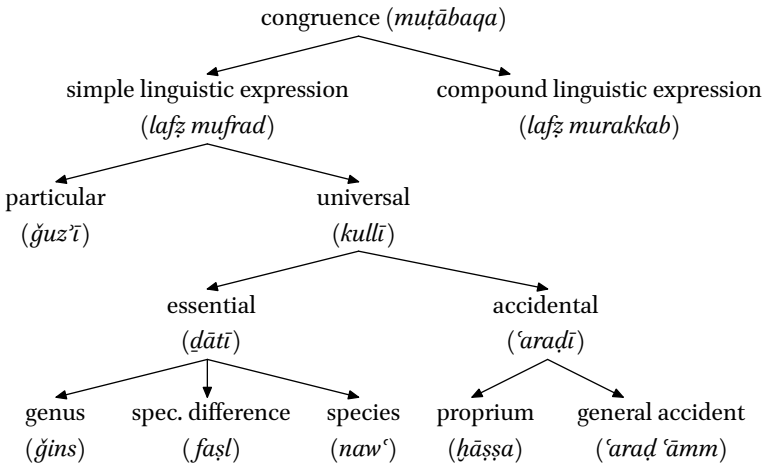 congruence (muṭābaqa)
simple linguistic expression compound linguistic expression
(lafẓ mufrad) (lafẓ murakkab)
particular universal
(ǧuzʾī) (kullī)
essential accidental
(ḏātī) (ʿaraḍī)
genus spec. difference species proprium general accident
(ǧins) (faṣl) (nawʿ) (ḫāṣṣa) (ʿaraḍ ʿāmm)